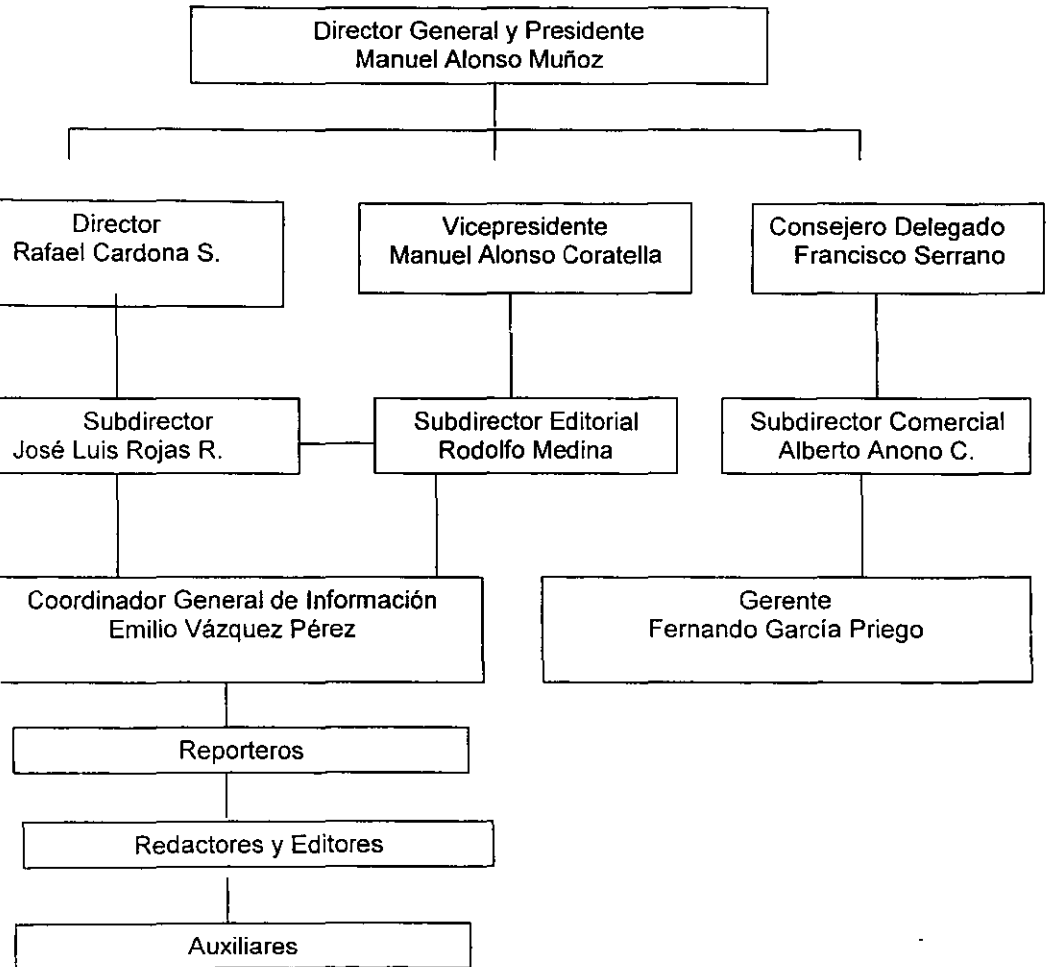 Director General y Presidente
Manuel Alonso Muñoz
Director
Rafael Cardona S.
Vicepresidente
Manuel Alonso Coratella
Consejero Delegado
Francisco Serrano
Subdirector
José Luis Rojas R.
Subdirector Editorial
Rodolfo Medina
Subdirector Comercial
Alberto Anono C.
Coordinador General de Información
Emilio Vázquez Pérez
Gerente
Fernando García Priego
Reporteros
Redactores y Editores
Auxiliares